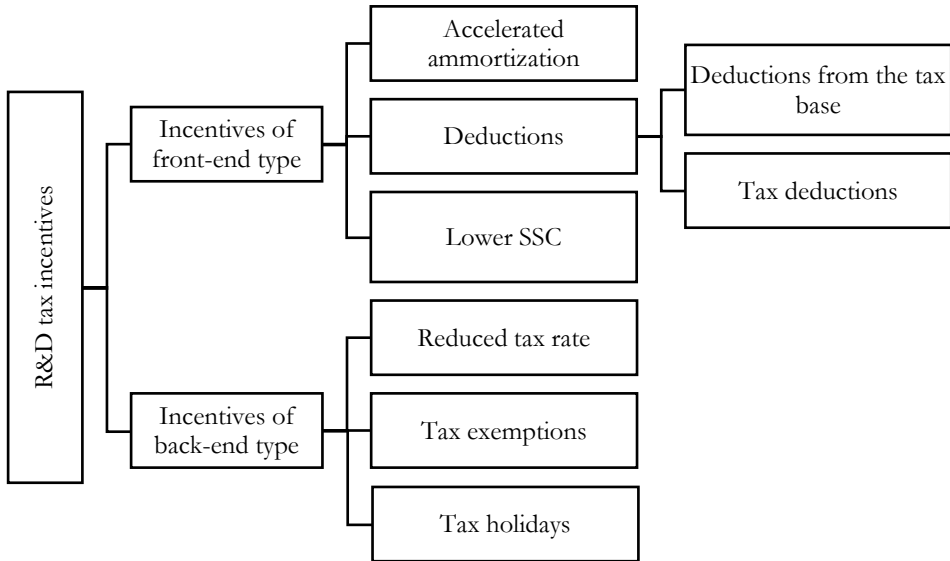 R&D tax incentives
Incentives of
front-end type
Accelerated
ammortization
Deductions
Deductions from the tax
base
Tax deductions
Lower SSC
Incentives of
back-end type
Reduced tax rate
Tax exemptions
Tax holidays